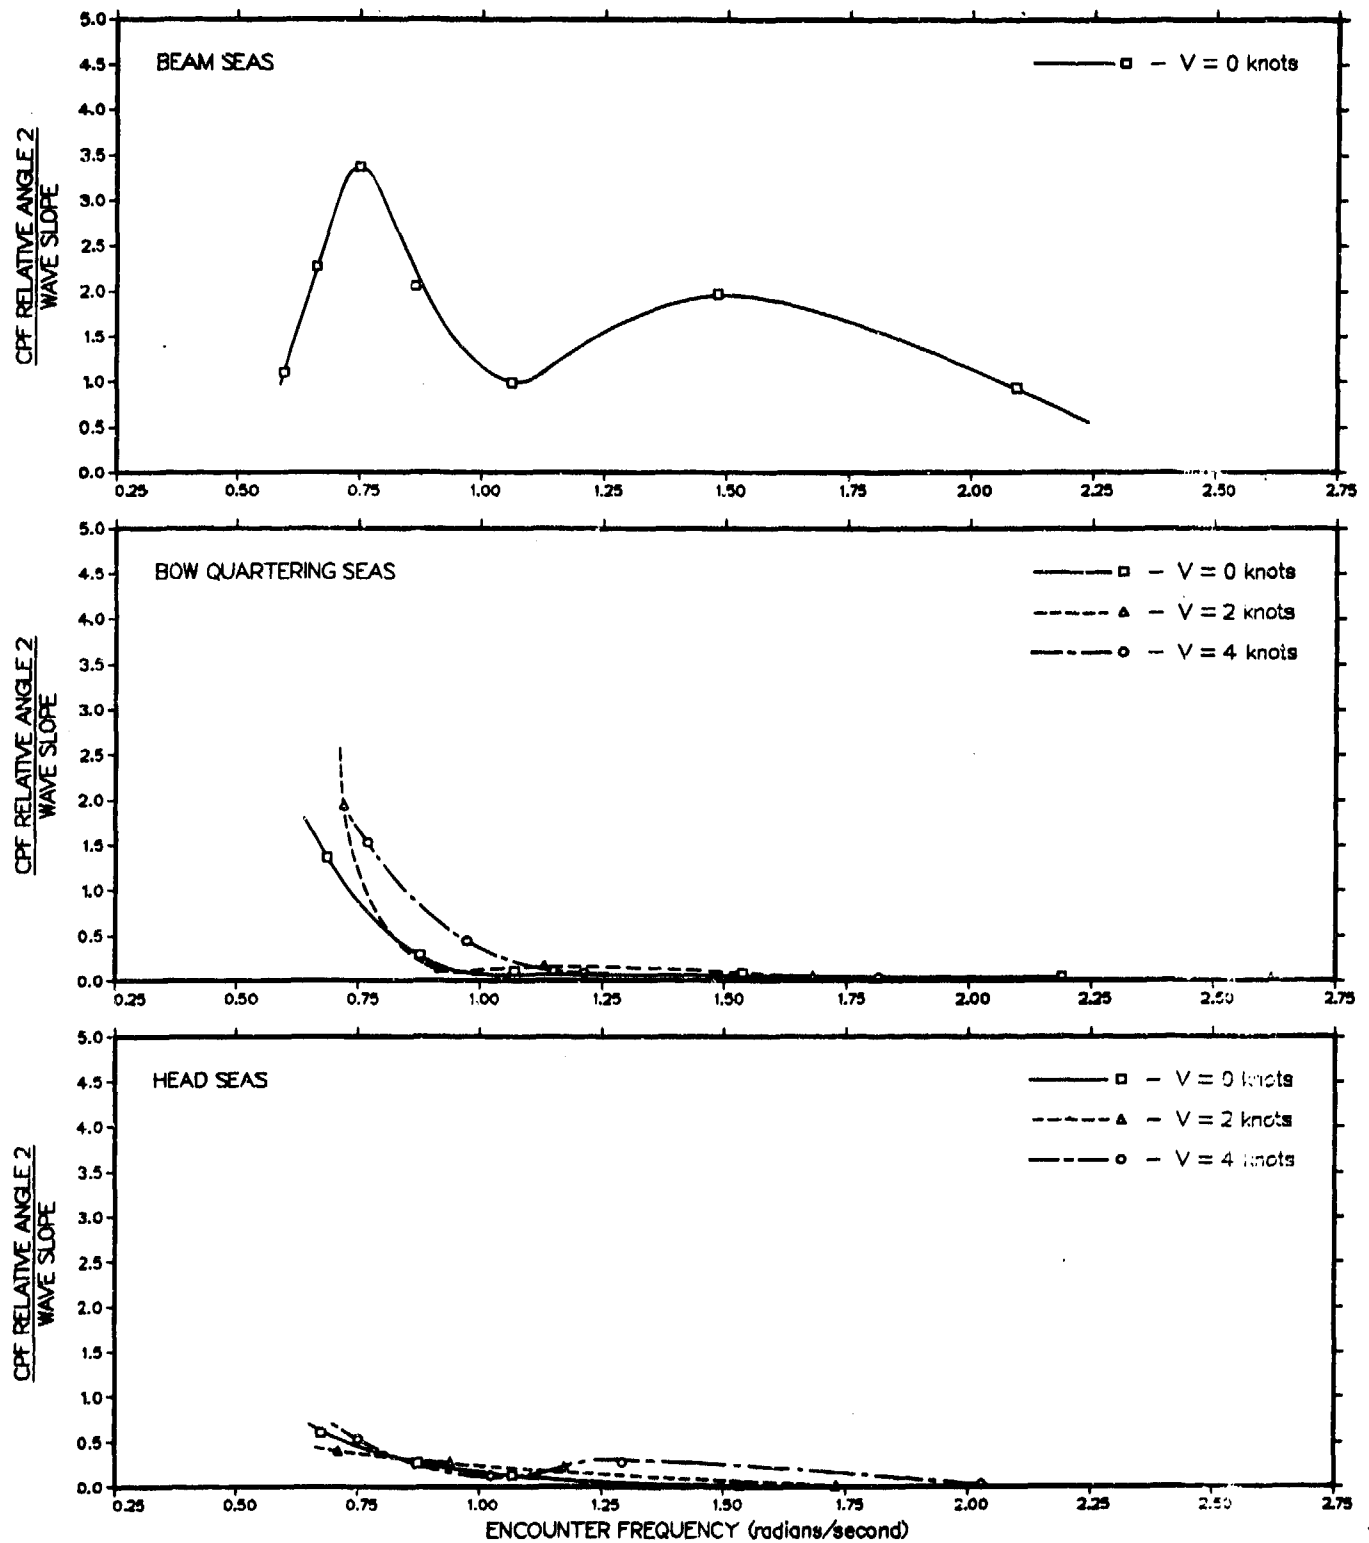 BEAM SEAS
— V = 0 knots
5.0
4.5
4.0
3.5
3.0
2.5
2.0
1.5
1.0
0.5
0.0
CPF RELATIVE ANGLE 2
WAVE SLOPE
0.25 0.50 0.75 1.00 1.25 1.50 1.75 2.00 2.25 2.50 2.75
BOW QUARTERING SEAS
— V = 0 knots
— V = 2 knots
— V = 4 knots
5.0
4.5
4.0
3.5
3.0
2.5
2.0
1.5
1.0
0.5
0.0
CPF RELATIVE ANGLE 2
WAVE SLOPE
0.25 0.50 0.75 1.00 1.25 1.50 1.75 2.00 2.25 2.50 2.75
HEAD SEAS
— V = 0 knots
— V = 2 knots
— V = 4 knots
5.0
4.5
4.0
3.5
3.0
2.5
2.0
1.5
1.0
0.5
0.0
CPF RELATIVE ANGLE 2
WAVE SLOPE
0.25 0.50 0.75 1.00 1.25 1.50 1.75 2.00 2.25 2.50 2.75
ENCOUNTER FREQUENCY (radians/second)